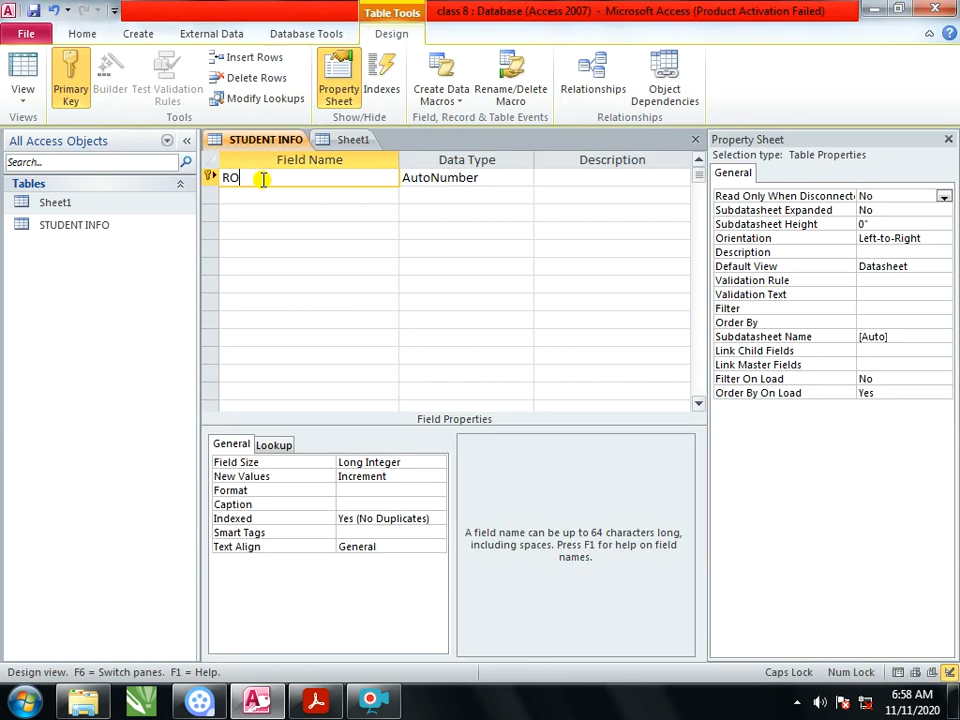 Table Tools
class 8 : Database (Access 2007) - Microsoft Access (Product Activation Failed)
File Home Create External Data Database Tools Design
View
Primary Key
Builder
Test Validation Rules
Insert Rows
Delete Rows
Modify Lookups
Property Sheet
Indexes
Create Data Macros
Rename/Delete Macro
Relationships
Object Dependencies
Views Tools Show/Hide Field, Record & Table Events Relationships
All Access Objects
Search...
Tables
Sheet1
STUDENT INFO
STUDENT INFO Sheet1
Field Name Data Type Description
RO AutoNumber
Field Properties
General Lookup
Field Size Long Integer
New Values Increment
Format
Caption
Indexed Yes (No Duplicates)
Smart Tags
Text Align General
A field name can be up to 64 characters long,
including spaces. Press F1 for help on field
names.
Property Sheet
Selection type: Table Properties
General
Read Only When Disconnecte No
Subdatasheet Expanded No
Subdatasheet Height 0"
Orientation Left-to-Right
Description
Default View Datasheet
Validation Rule
Validation Text
Filter
Order By
Subdatasheet Name [Auto]
Link Child Fields
Link Master Fields
Filter On Load No
Order By On Load Yes
Design view. F6 = Switch panes. F1 = Help. Caps Lock Num Lock
6:58 AM
11/11/2020